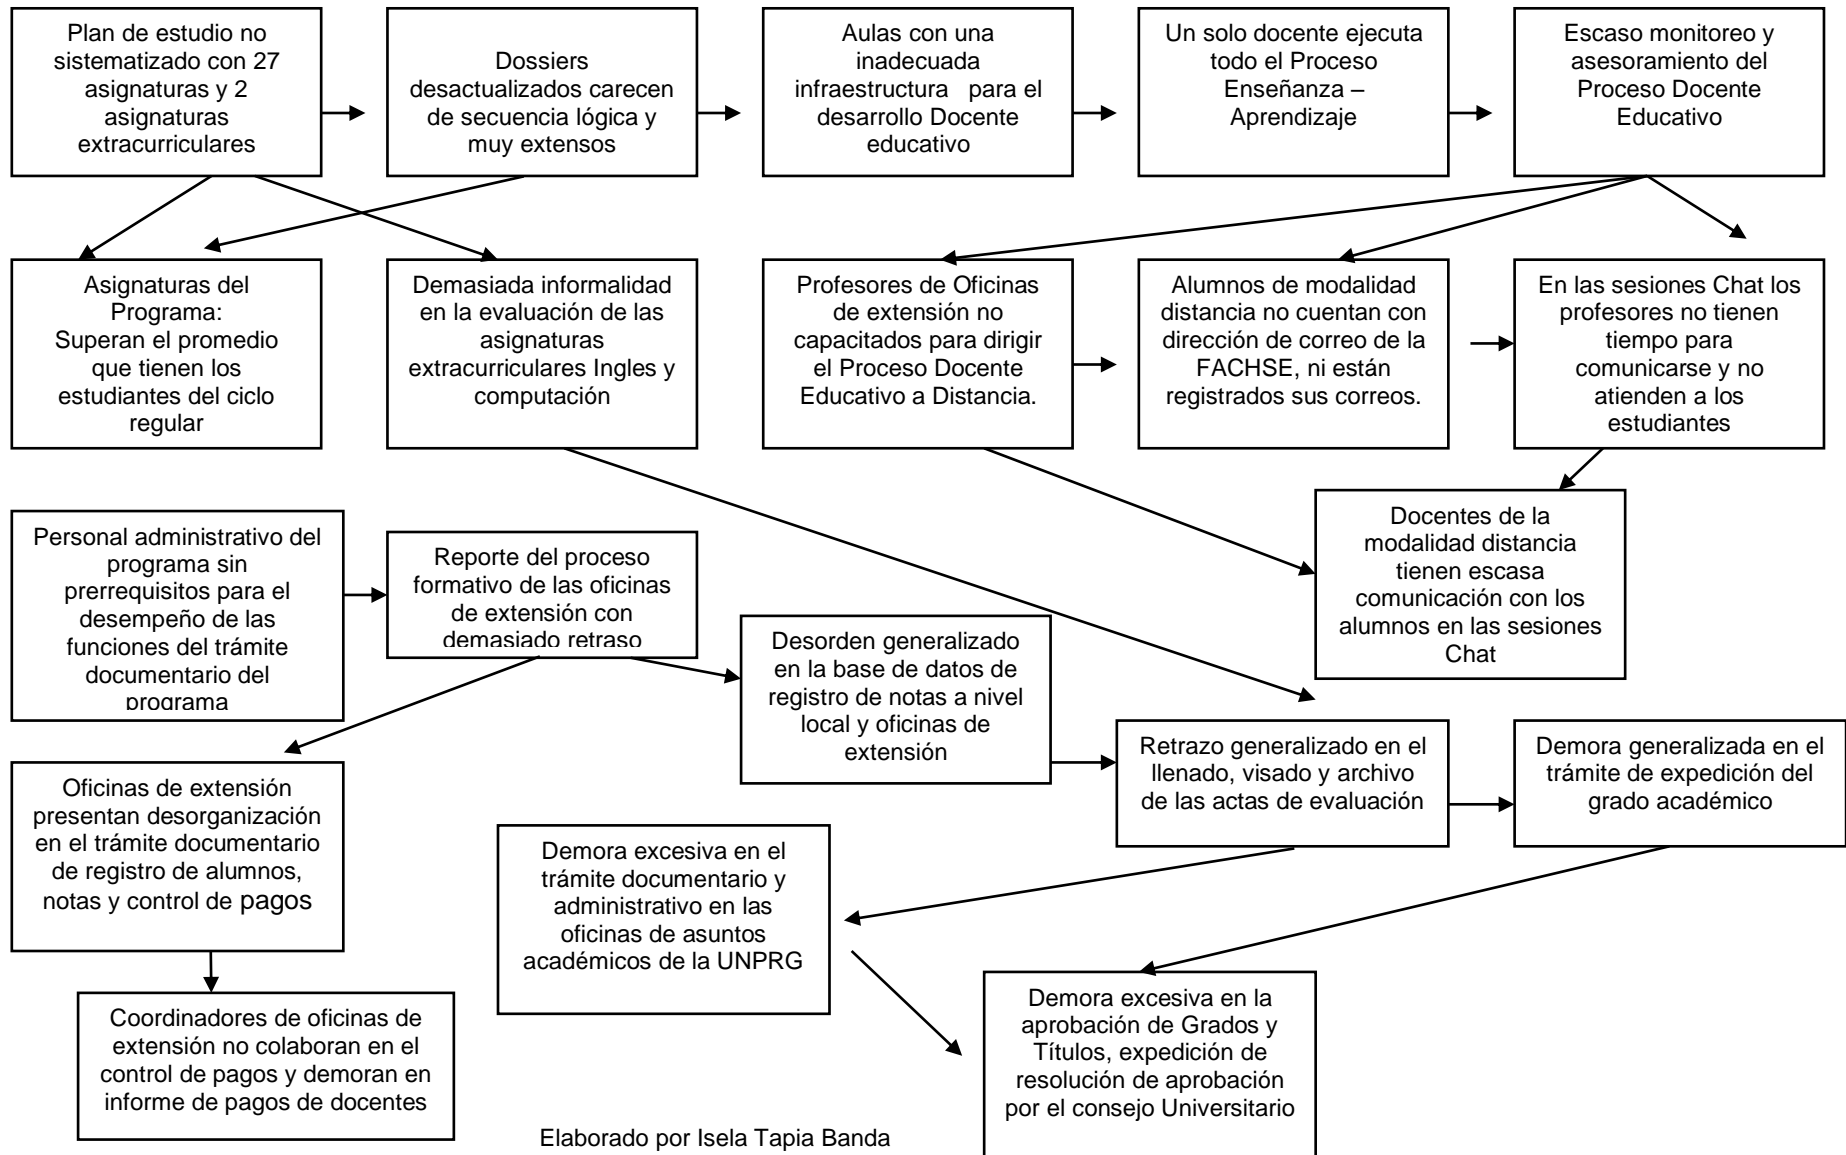 Plan de estudio no
sistematizado con 27
asignaturas y 2
asignaturas
extracurriculares
Dossiers
desactualizados carecen
de secuencia lógica y
muy extensos
Aulas con una
inadecuada
infraestructura para el
desarrollo Docente
educativo
Un solo docente ejecuta
todo el Proceso
Enseñanza –
Aprendizaje
Escaso monitoreo y
asesoramiento del
Proceso Docente
Educativo
Asignaturas del
Programa:
Superan el promedio
que tienen los
estudiantes del ciclo
regular
Demasiada informalidad
en la evaluación de las
asignaturas
extracurriculares Ingles y
computación
Profesores de Oficinas
de extensión no
capacitados para dirigir
el Proceso Docente
Educativo a Distancia.
Alumnos de modalidad
distancia no cuentan con
dirección de correo de la
FACHSE, ni están
registrados sus correos.
En las sesiones Chat los
profesores no tienen
tiempo para
comunicarse y no
atienden a los
estudiantes
Docentes de la
modalidad distancia
tienen escasa
comunicación con los
alumnos en las sesiones
Chat
Personal administrativo del
programa sin
prerrequisitos para el
desempeño de las
funciones del trámite
documentario del
programa
Reporte del proceso
formativo de las oficinas
de extensión con
demasiado retraso
Desorden generalizado
en la base de datos de
registro de notas a nivel
local y oficinas de
extensión
Retrazo generalizado en el
llenado, visado y archivo
de las actas de evaluación
Demora generalizada en el
trámite de expedición del
grado académico
Oficinas de extensión
presentan desorganización
en el trámite documentario
de registro de alumnos,
notas y control de pagos
Demora excesiva en el
trámite documentario y
administrativo en las
oficinas de asuntos
académicos de la UNPRG
Coordinadores de oficinas de
extensión no colaboran en el
control de pagos y demoran en
informe de pagos de docentes
Demora excesiva en la
aprobación de Grados y
Títulos, expedición de
resolución de aprobación
por el consejo Universitario
Elaborado por Isela Tapia Banda